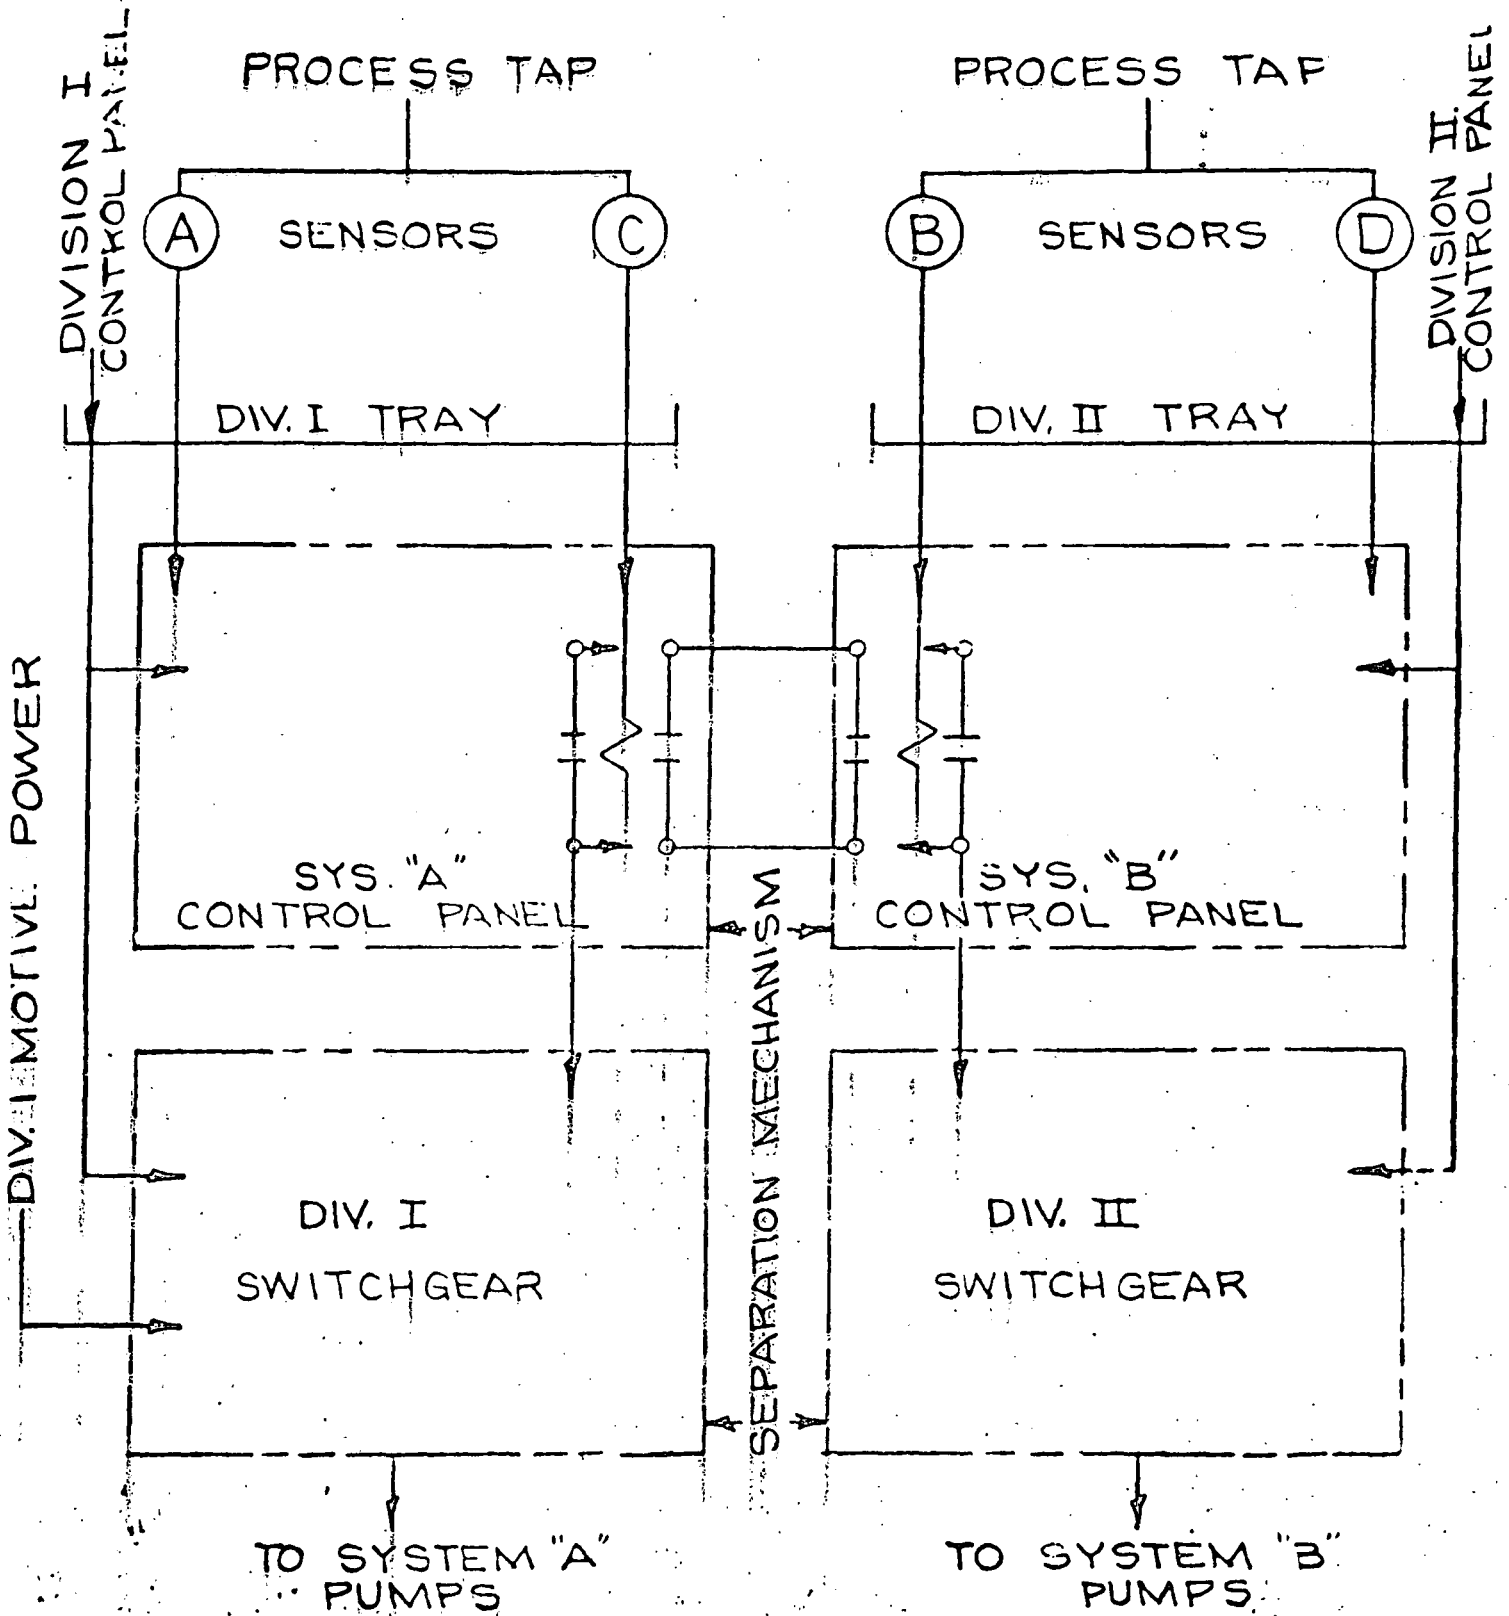 PROCESS TAP
PROCESS TAP
DIVISION I
CONTROL PANEL
DIVISION II
CONTROL PANEL
A
SENSORS
C
B
SENSORS
D
DIV. I TRAY
DIV. II TRAY
DIV. I MOTIVE POWER
SYS. "A"
CONTROL PANEL
SYS. "B"
CONTROL PANEL
SEPARATION MECHANISM
DIV. I
SWITCHGEAR
DIV. II
SWITCHGEAR
TO SYSTEM "A"
PUMPS
TO SYSTEM "B"
PUMPS